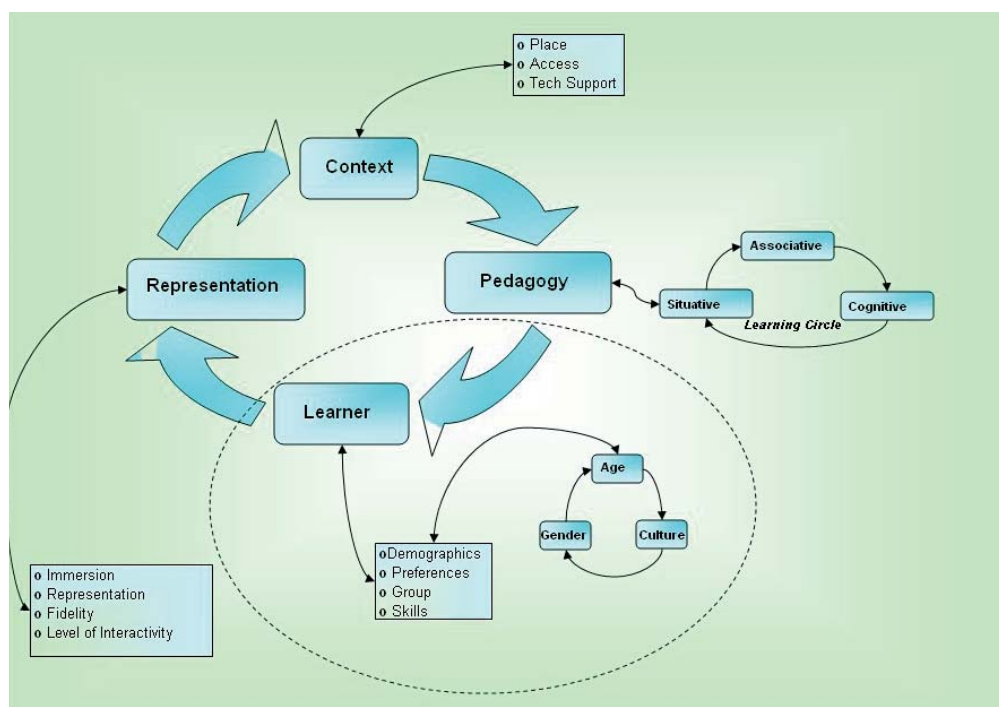 o Place
o Access
o Tech Support
Context
Representation
Pedagogy
Associative
Situative
Cognitive
Learning Circle
Learner
Age
Gender
Culture
oDemographics
o Preferences
o Group
o Skills
o Immersion
o Representation
o Fidelity
o Level of Interactivity